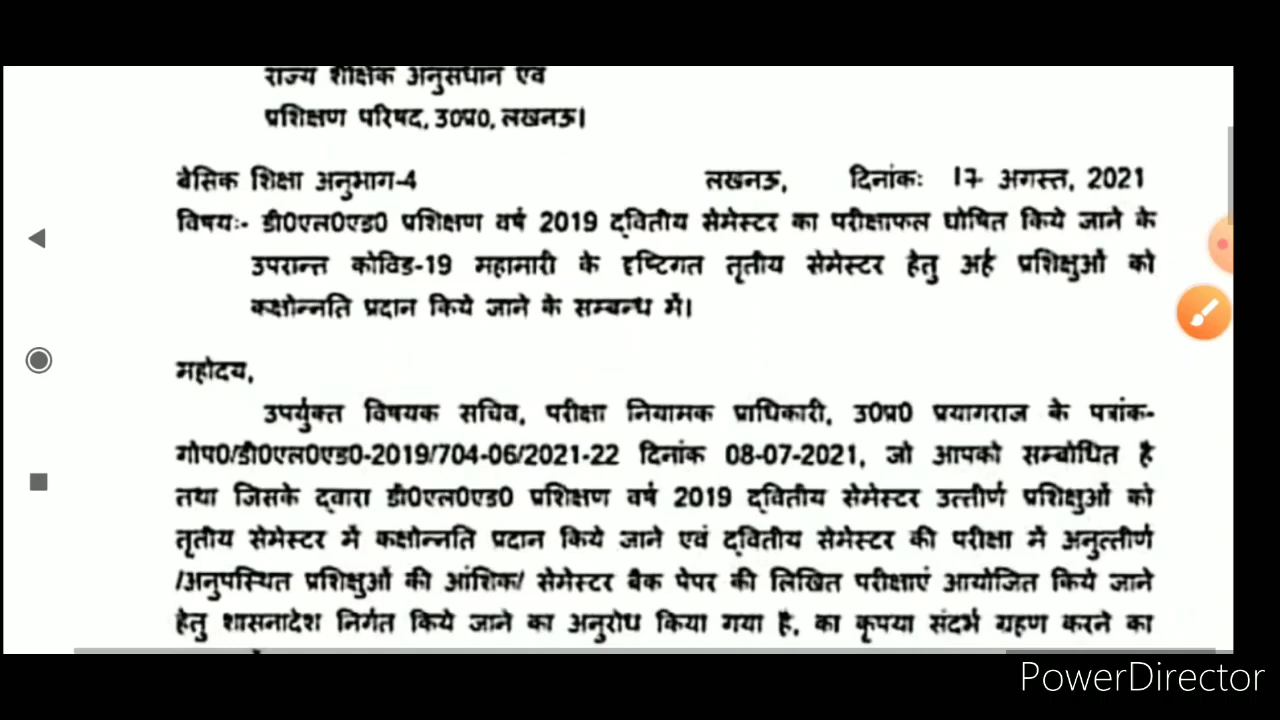 राज्य शैक्षिक अनुसंधान एवं
प्रशिक्षण परिषद, उ0प्र0, लखनऊ।
बेसिक शिक्षा अनुभाग-4 लखनऊ, दिनांकः 17 अगस्त, 2021
विषयः- डी0एल0एड0 प्रशिक्षण वर्ष 2019 द्वितीय सेमेस्टर का परीक्षाफल घोषित किये जाने के
उपरान्त कोविड-19 महामारी के दृष्टिगत तृतीय सेमेस्टर हेतु अर्ह प्रशिक्षुओं को
कक्षोन्नति प्रदान किये जाने के सम्बन्ध में।
महोदय,
उपर्युक्त विषयक सचिव, परीक्षा नियामक प्राधिकारी, उ0प्र0 प्रयागराज के पत्रांक-
गोप0/डी0एल0एड0-2019/704-06/2021-22 दिनांक 08-07-2021, जो आपको सम्बोधित है
तथा जिसके द्वारा डी0एल0एड0 प्रशिक्षण वर्ष 2019 द्वितीय सेमेस्टर उत्तीर्ण प्रशिक्षुओं को
तृतीय सेमेस्टर में कक्षोन्नति प्रदान किये जाने एवं द्वितीय सेमेस्टर की परीक्षा में अनुत्तीर्ण
/अनुपस्थित प्रशिक्षुओं की आंशिक/ सेमेस्टर बैक पेपर की लिखित परीक्षाएं आयोजित किये जाने
हेतु शासनादेश निर्गत किये जाने का अनुरोध किया गया है, का कृपया संदर्भ ग्रहण करने का
PowerDirector